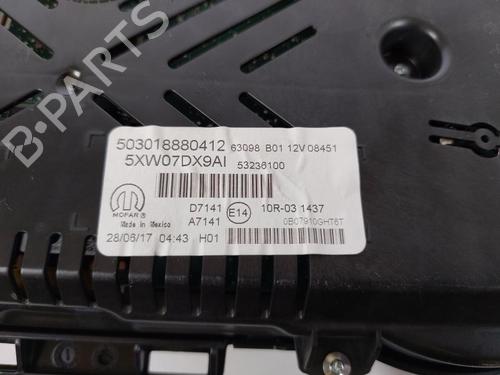 B-PARTS
503018880412 63098 B01 12V 08451
5XW07DX9AI 53236100
MOPAR®
Made in Mexico
D7141
A7141
E14
10R-03 1437
0B07910GHT6T
28/06/17 04:43 H01